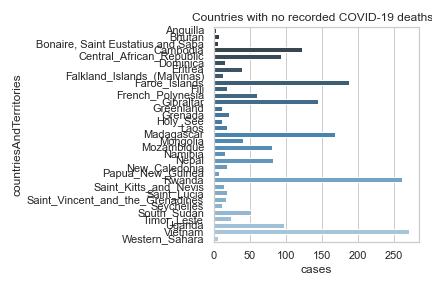 Countries with no recorded COVID-19 deaths
Anguilla
Bhutan
Bonaire, Saint Eustatius and Saba
Cambodia
Central_African_Republic
Dominica
Eritrea
Falkland_Islands_(Malvinas)
Faroe_Islands
Fiji
French_Polynesia
Gibraltar
Greenland
Grenada
Holy_See
Laos
Madagascar
Mongolia
Mozambique
Namibia
Nepal
New_Caledonia
Papua_New_Guinea
Rwanda
Saint_Kitts_and_Nevis
Saint_Lucia
Saint_Vincent_and_the_Grenadines
Seychelles
South_Sudan
Timor_Leste
Uganda
Vietnam
Western_Sahara
countriesAndTerritories
0 50 100 150 200 250
cases